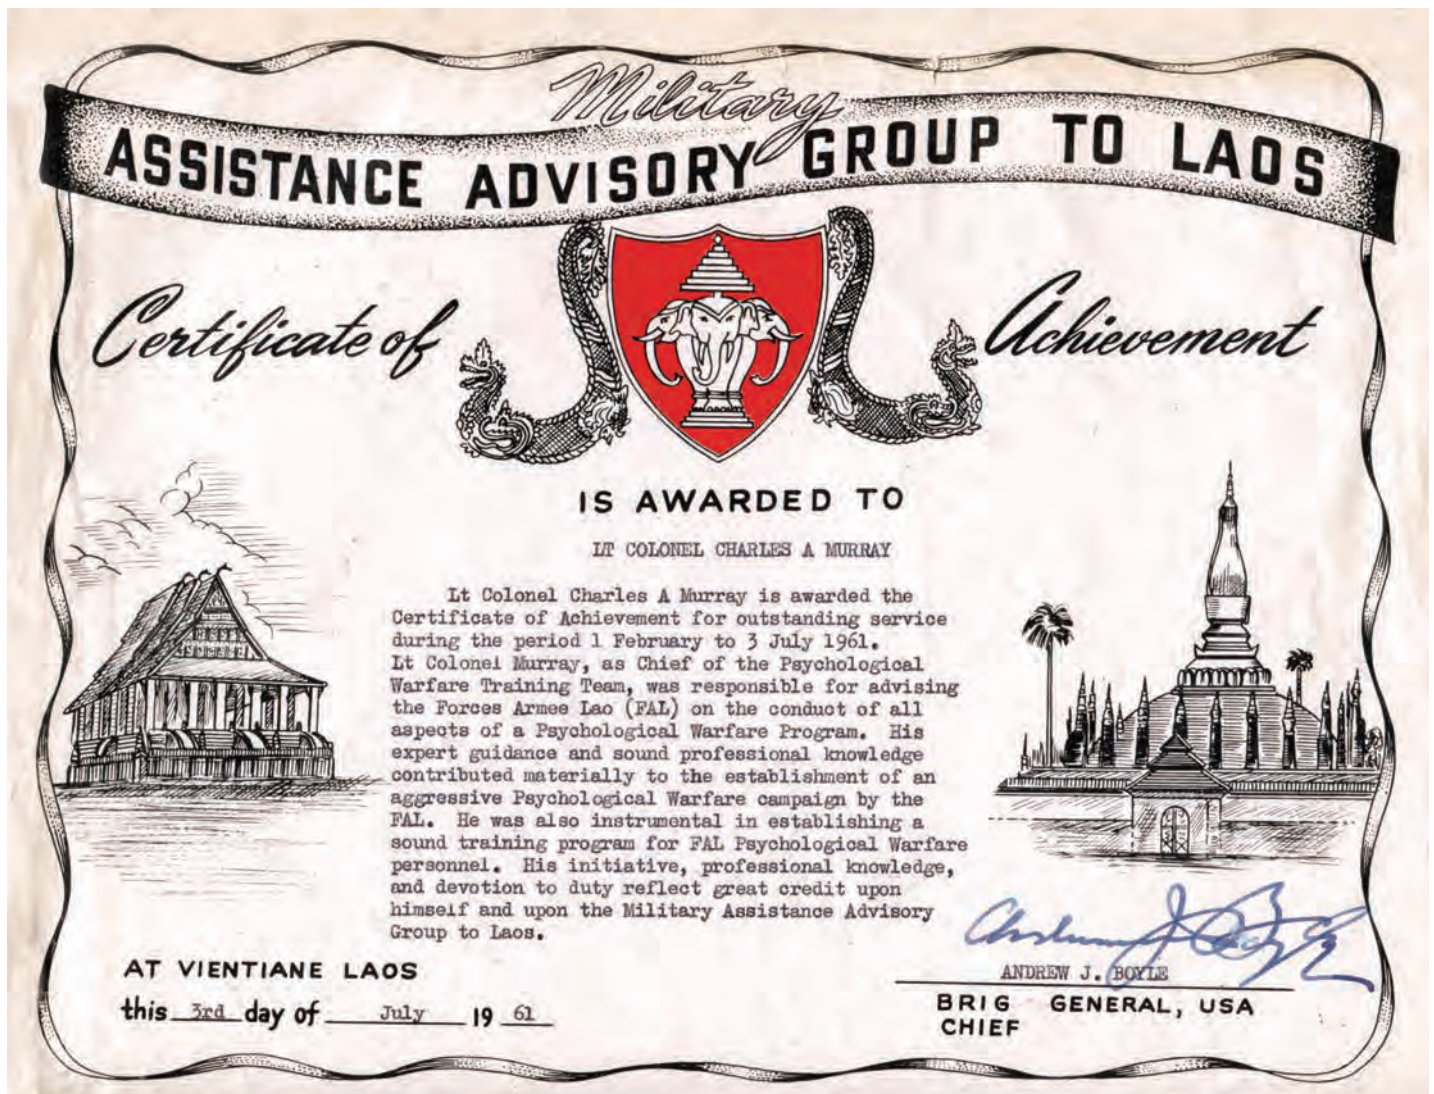 Military
ASSISTANCE ADVISORY GROUP TO LAOS
Certificate of Achievement
IS AWARDED TO
LT COLONEL CHARLES A MURRAY
Lt Colonel Charles A Murray is awarded the
Certificate of Achievement for outstanding service
during the period 1 February to 3 July 1961.
Lt Colonel Murray, as Chief of the Psychological
Warfare Training Team, was responsible for advising
the Forces Armee Lao (FAL) on the conduct of all
aspects of a Psychological Warfare Program. His
expert guidance and sound professional knowledge
contributed materially to the establishment of an
aggressive Psychological Warfare campaign by the
FAL. He was also instrumental in establishing a
sound training program for FAL Psychological Warfare
personnel. His initiative, professional knowledge,
and devotion to duty reflect great credit upon
himself and upon the Military Assistance Advisory
Group to Laos.
AT VIENTIANE LAOS
this 3rd day of July 19 61
Andrew J. Boyle
ANDREW J. BOYLE
BRIG GENERAL, USA
CHIEF